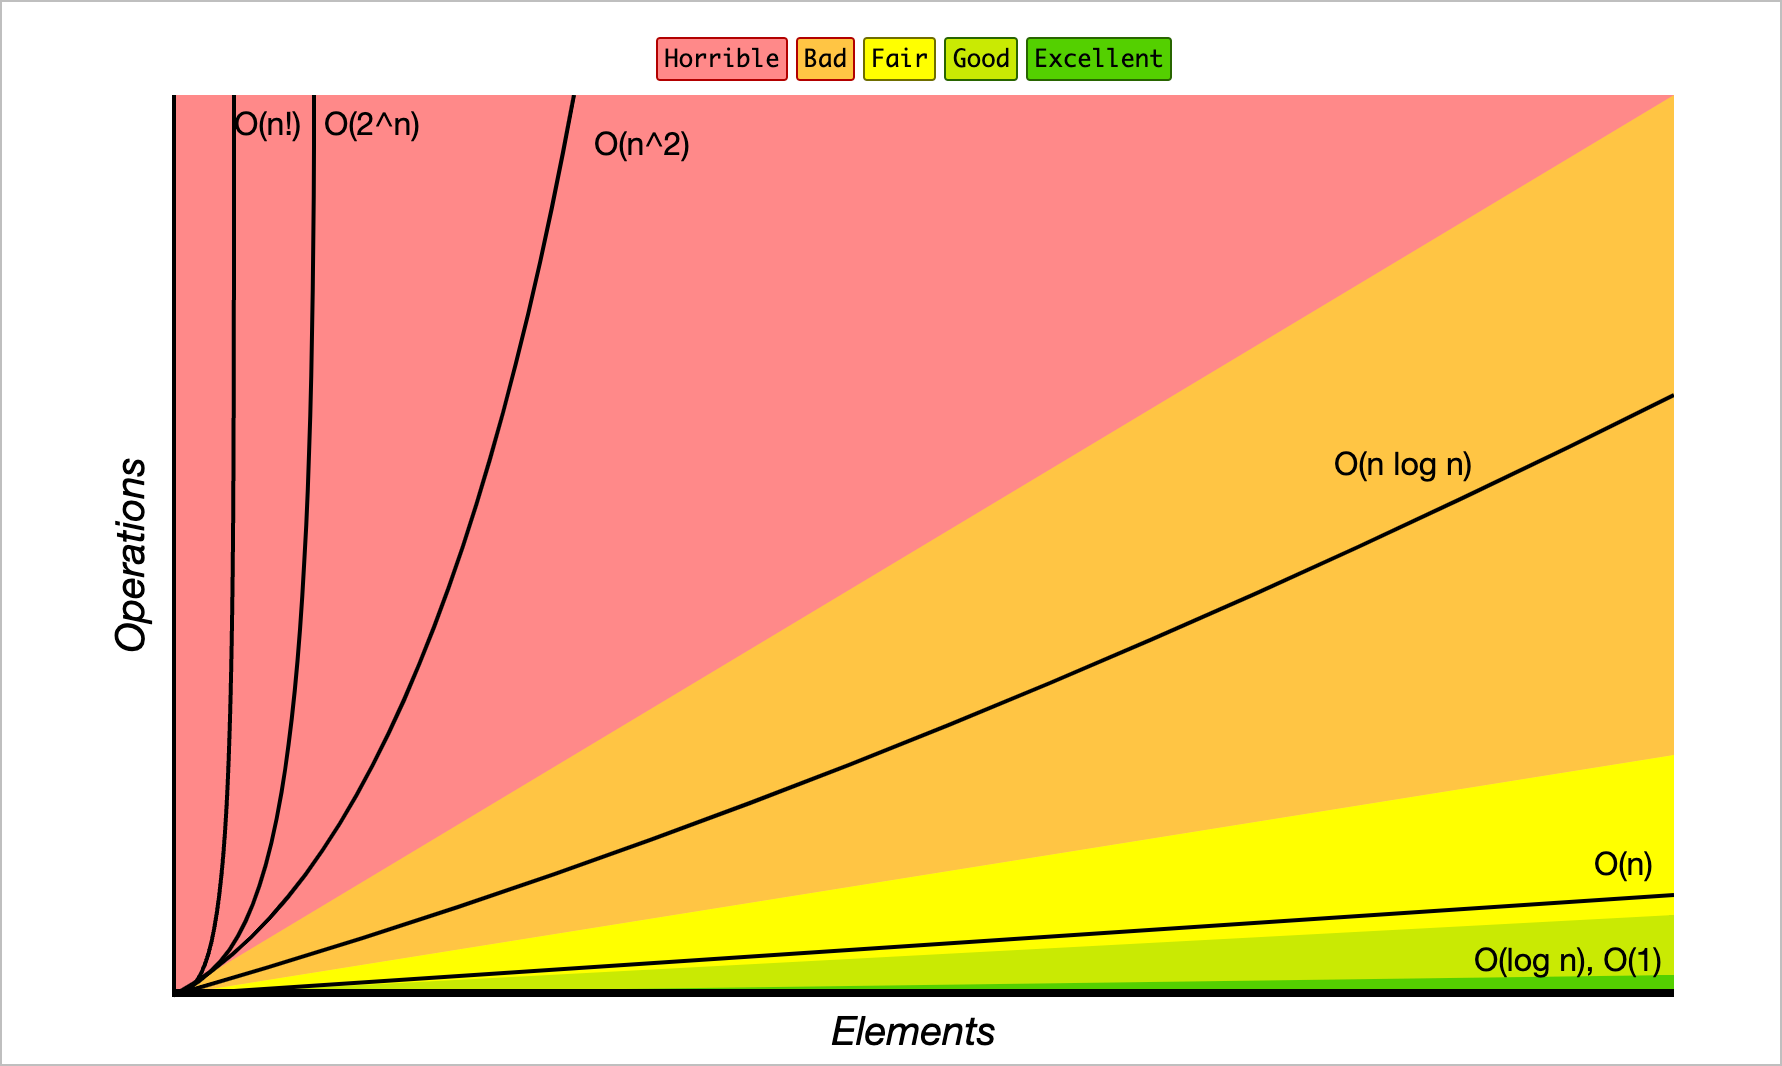 Horrible Bad Fair Good Excellent
O(n!) O(2^n)
O(n^2)
O(n log n)
Operations
O(n)
O(log n), O(1)
Elements